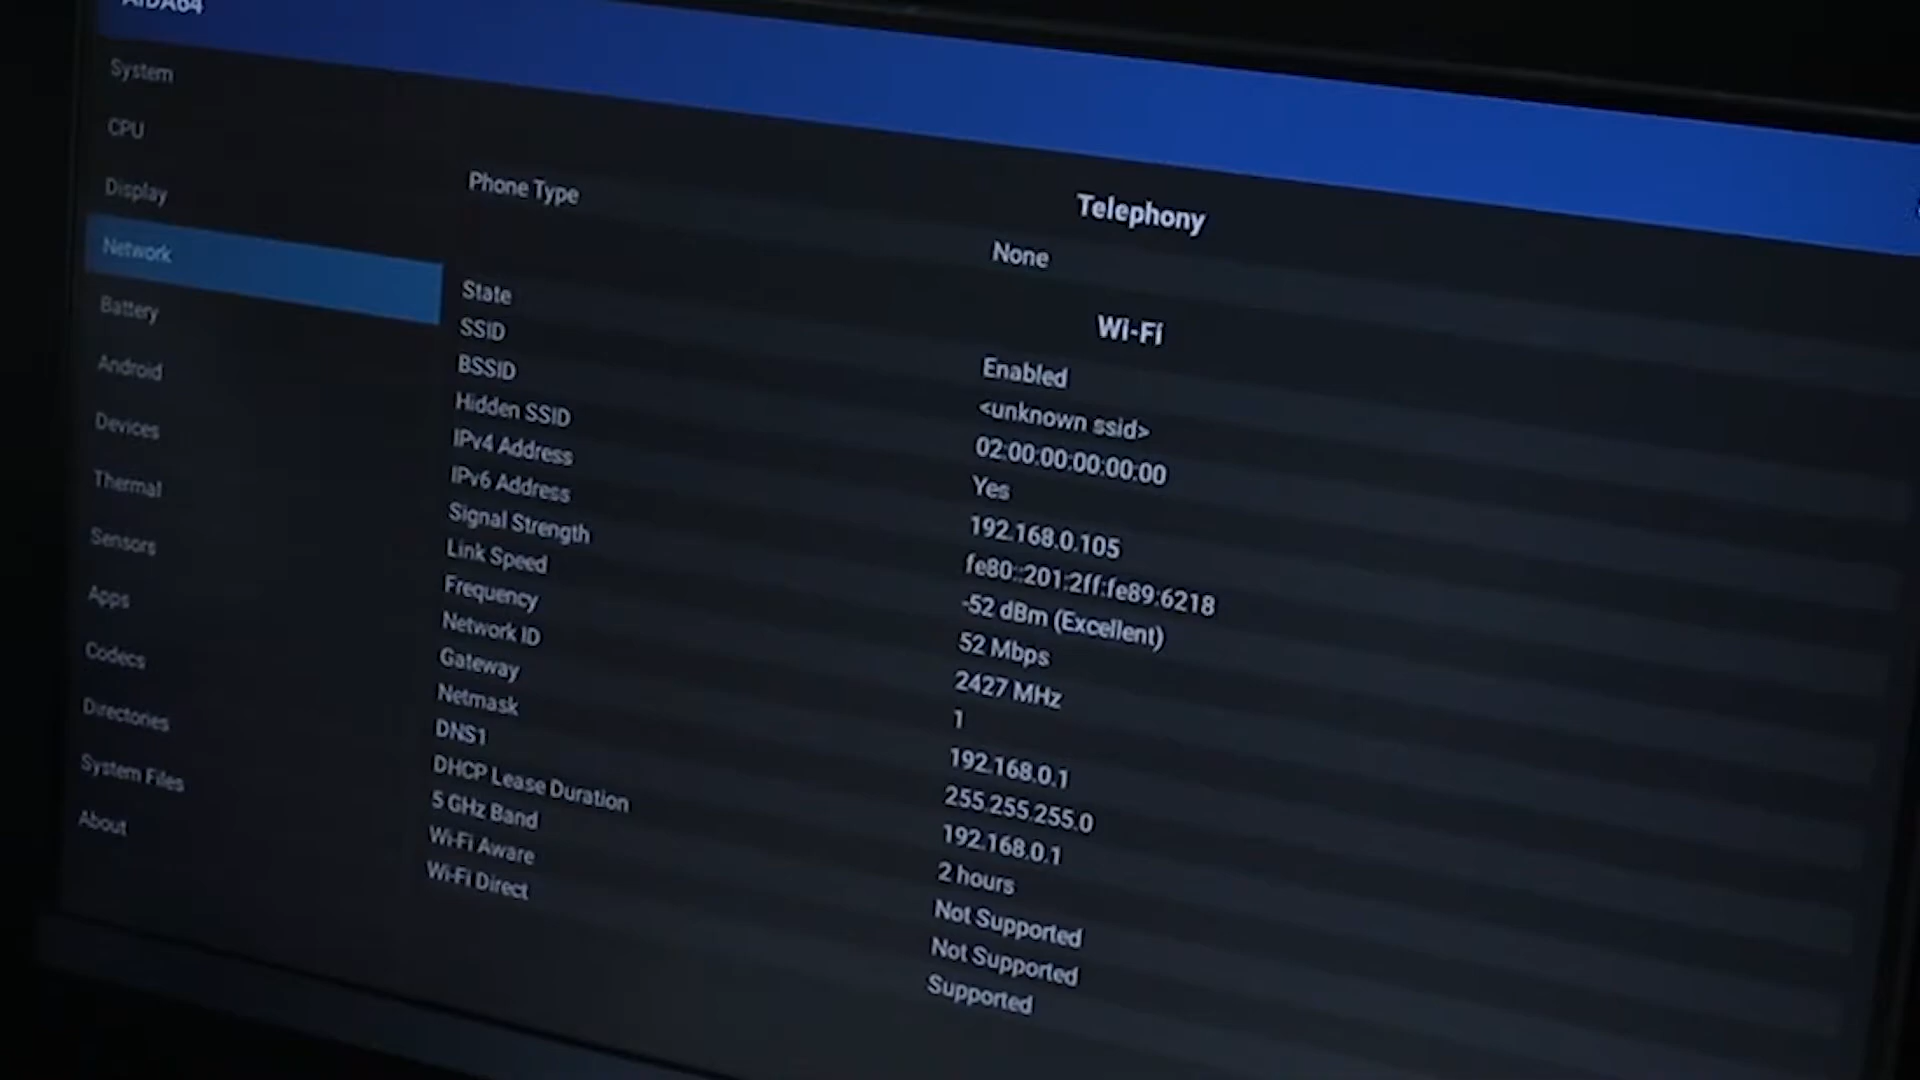 AIDA64
System
CPU
Display
Network
Battery
Android
Devices
Thermal
Sensors
Apps
Codecs
Directories
System Files
About
Telephony
Phone Type None
Wi-Fi
State Enabled
SSID <unknown ssid>
BSSID 02:00:00:00:00:00
Hidden SSID Yes
IPv4 Address 192.168.0.105
IPv6 Address fe80::201:2ff:fe89:6218
Signal Strength -52 dBm (Excellent)
Link Speed 52 Mbps
Frequency 2427 MHz
Network ID 1
Gateway 192.168.0.1
Netmask 255.255.255.0
DNS1 192.168.0.1
DHCP Lease Duration 2 hours
5 GHz Band Not Supported
Wi-Fi Aware Not Supported
Wi-Fi Direct Supported